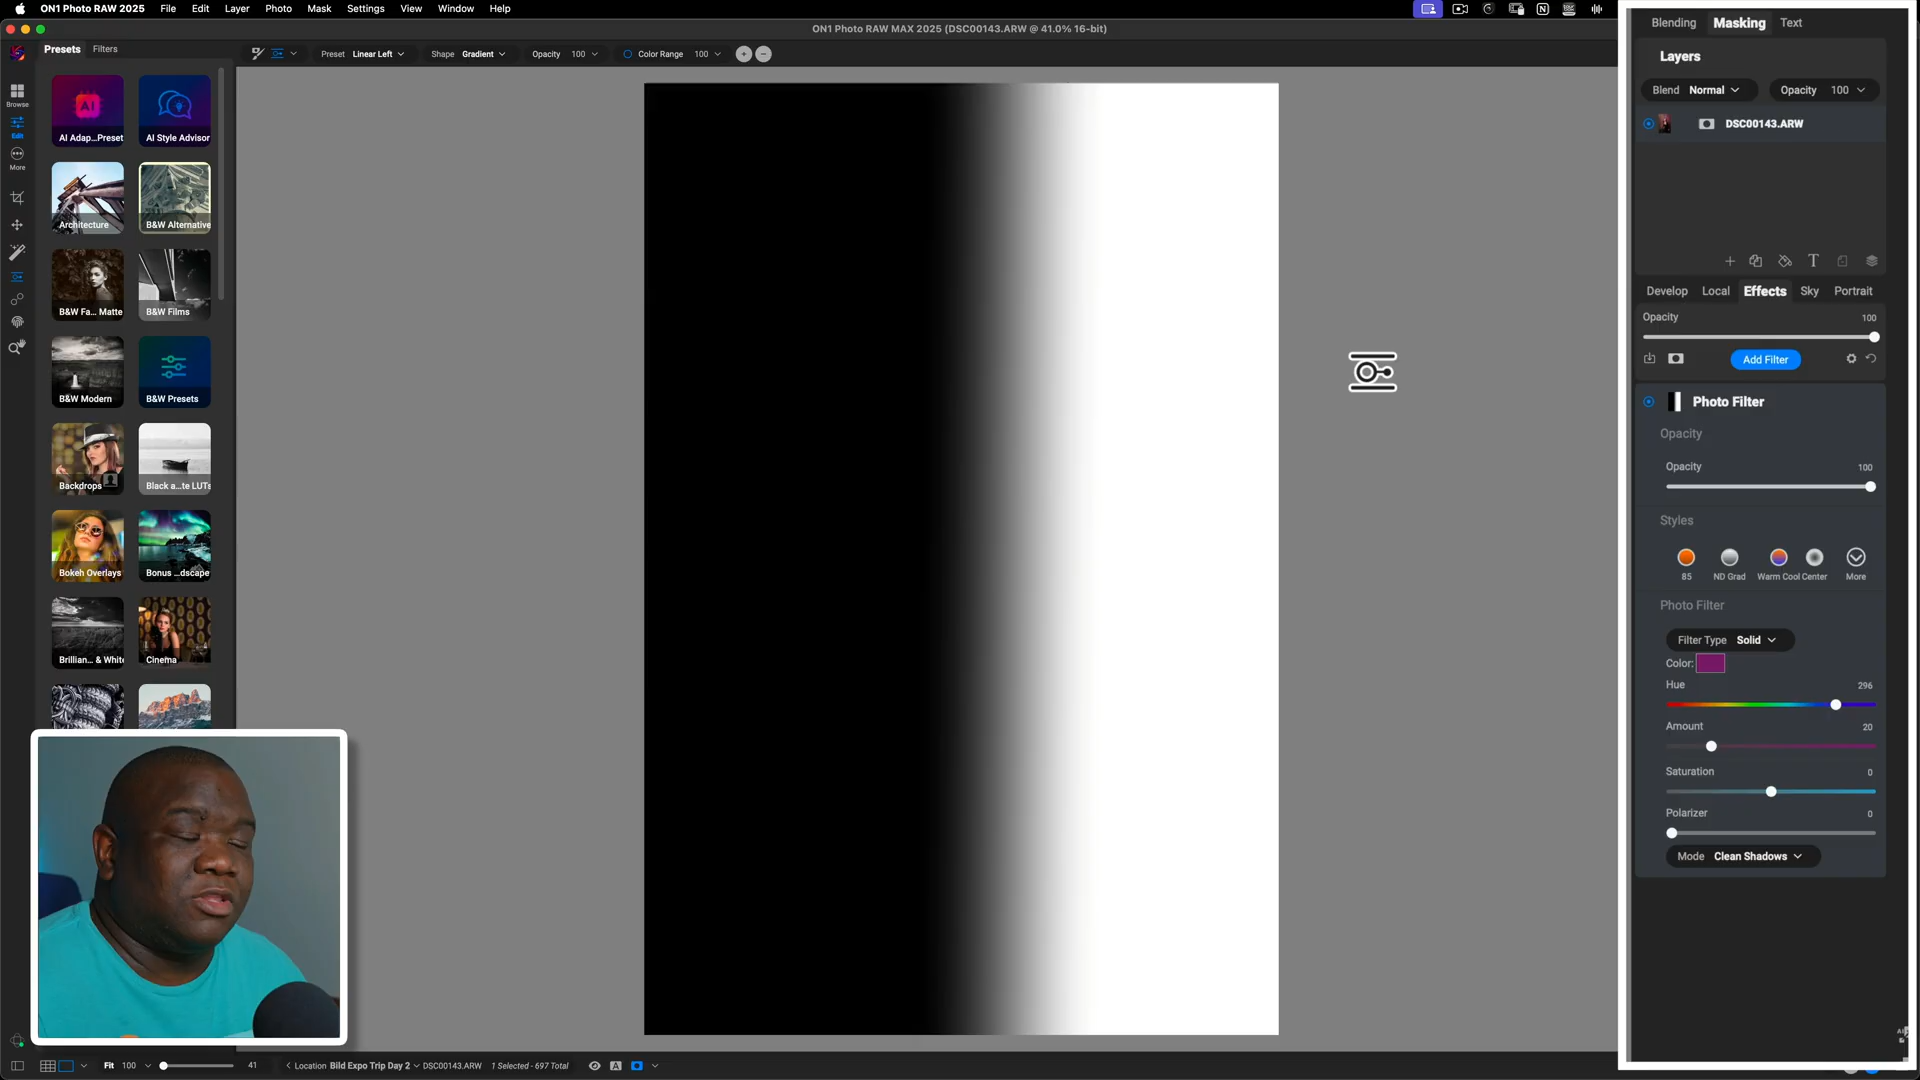 ON1 Photo RAW 2025 File Edit Layer Photo Mask Settings View Window Help
ON1 Photo RAW MAX 2025 (DSC00143.ARW @ 41.0% 16-bit)
Presets Filters
Preset Linear Left Shape Gradient Opacity 100 Color Range 100
Browse
Edit
More
AI Adap...Preset AI Style Advisor
Architecture B&W Alternative
B&W Fa... Matte B&W Films
B&W Modern B&W Presets
Backdrops Black a...te LUTs
Bokeh Overlays Bonus ...dscape
Brillian... & White Cinema
Fit 100 41 Location Bild Expo Trip Day 2 DSC00143.ARW 1 Selected - 697 Total
Blending Masking Text
Layers
Blend Normal Opacity 100
DSC00143.ARW
Develop Local Effects Sky Portrait
Opacity 100
Add Filter
Photo Filter
Opacity
Opacity 100
Styles
85 ND Grad Warm Cool Center More
Photo Filter
Filter Type Solid
Color:
Hue 296
Amount 20
Saturation 0
Polarizer 0
Mode Clean Shadows